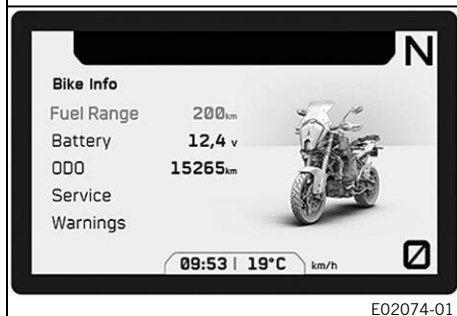 N
Bike Info
Fuel Range 200km
Battery 12,4 v
ODO 15265km
Service
Warnings
0
09:53 | 19°C km/h
E02074-01